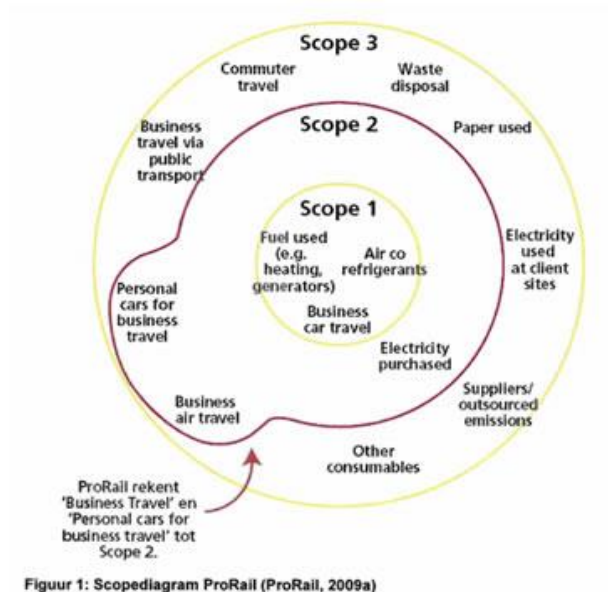 Scope 3
Commuter
travel
Waste
disposal
Business
travel via
public
transport
Scope 2
Paper used
Scope 1
Fuel used
(e.g.
heating,
generators)
Air co
refrigerants
Business
car travel
Electricity
used
at client
sites
Personal
cars for
business
travel
Electricity
purchased
Business
air travel
Suppliers/
outsourced
emissions
Other
consumables
ProRail rekent
'Business Travel' en
'Personal cars for
business travel' tot
Scope 2.
Figuur 1: Scopediagram ProRail (ProRail, 2009a)